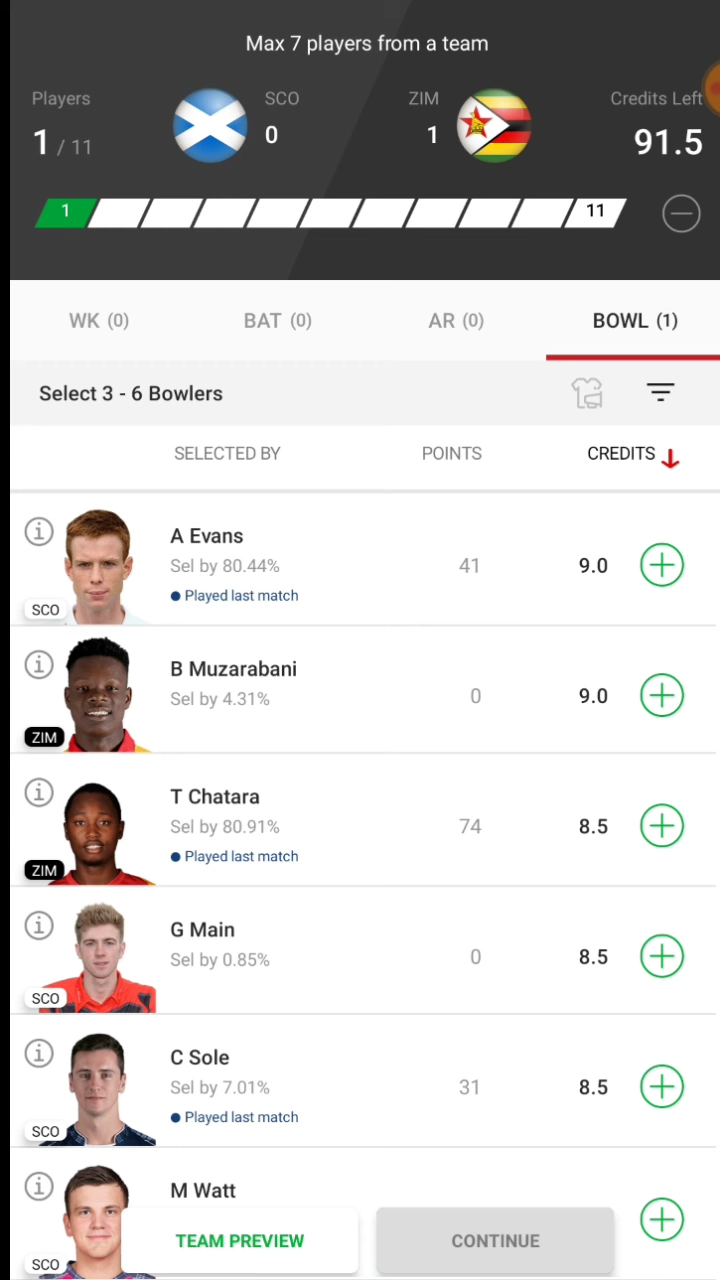 Max 7 players from a team
Players SCO ZIM Credits Left
1 / 11 0 1 91.5
1 11
WK (0) BAT (0) AR (0) BOWL (1)
Select 3 - 6 Bowlers
SELECTED BY POINTS CREDITS
A Evans
Sel by 80.44% 41 9.0
Played last match
SCO
B Muzarabani
Sel by 4.31% 0 9.0
ZIM
T Chatara
Sel by 80.91% 74 8.5
Played last match
ZIM
G Main
Sel by 0.85% 0 8.5
SCO
C Sole
Sel by 7.01% 31 8.5
Played last match
SCO
M Watt
TEAM PREVIEW CONTINUE
SCO